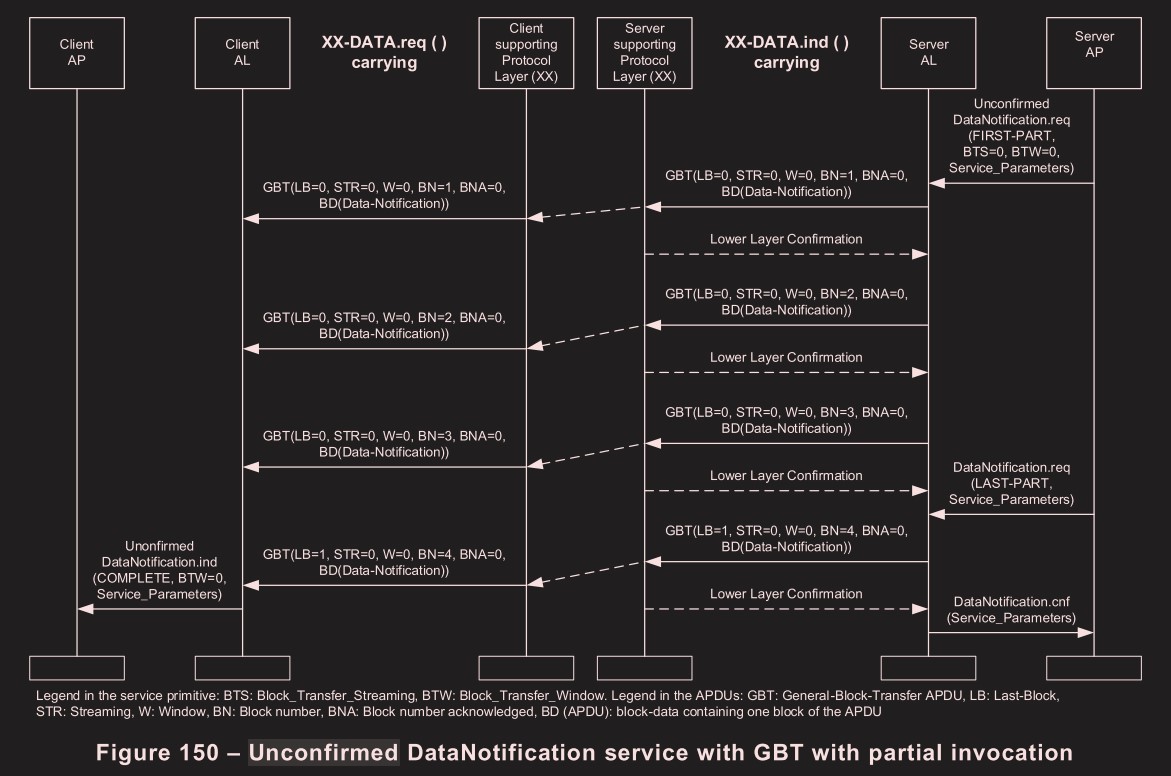 Client
AP
Client
AL
XX-DATA.req ( )
carrying
Client
supporting
Protocol
Layer (XX)
Server
supporting
Protocol
Layer (XX)
XX-DATA.ind ( )
carrying
Server
AL
Server
AP
Unconfirmed
DataNotification.req
(FIRST-PART,
BTS=0, BTW=0,
Service_Parameters)
GBT(LB=0, STR=0, W=0, BN=1, BNA=0,
BD(Data-Notification))
GBT(LB=0, STR=0, W=0, BN=1, BNA=0,
BD(Data-Notification))
Lower Layer Confirmation
GBT(LB=0, STR=0, W=0, BN=2, BNA=0,
BD(Data-Notification))
GBT(LB=0, STR=0, W=0, BN=2, BNA=0,
BD(Data-Notification))
Lower Layer Confirmation
GBT(LB=0, STR=0, W=0, BN=3, BNA=0,
BD(Data-Notification))
GBT(LB=0, STR=0, W=0, BN=3, BNA=0,
BD(Data-Notification))
Lower Layer Confirmation
DataNotification.req
(LAST-PART,
Service_Parameters)
GBT(LB=1, STR=0, W=0, BN=4, BNA=0,
BD(Data-Notification))
GBT(LB=1, STR=0, W=0, BN=4, BNA=0,
BD(Data-Notification))
Unonfirmed
DataNotification.ind
(COMPLETE, BTW=0,
Service_Parameters)
Lower Layer Confirmation
DataNotification.cnf
(Service_Parameters)
Legend in the service primitive: BTS: Block_Transfer_Streaming, BTW: Block_Transfer_Window. Legend in the APDUs: GBT: General-Block-Transfer APDU, LB: Last-Block,
STR: Streaming, W: Window, BN: Block number, BNA: Block number acknowledged, BD (APDU): block-data containing one block of the APDU
Figure 150 – Unconfirmed DataNotification service with GBT with partial invocation